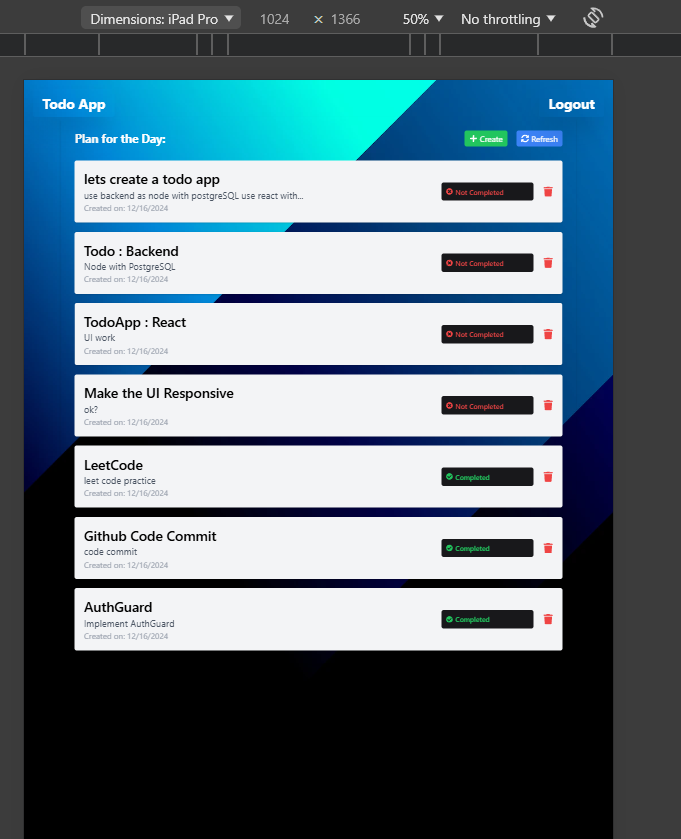 Dimensions: iPad Pro ▼ 1024 × 1366 50% ▼ No throttling ▼
Todo App Logout
Plan for the Day: + Create Refresh
lets create a todo app
use backend as node with postgreSQL use react with...
Not Completed
Created on: 12/16/2024
Todo : Backend
Node with PostgreSQL
Not Completed
Created on: 12/16/2024
TodoApp : React
UI work
Not Completed
Created on: 12/16/2024
Make the UI Responsive
ok?
Not Completed
Created on: 12/16/2024
LeetCode
leet code practice
Completed
Created on: 12/16/2024
Github Code Commit
code commit
Completed
Created on: 12/16/2024
AuthGuard
Implement AuthGuard
Completed
Created on: 12/16/2024